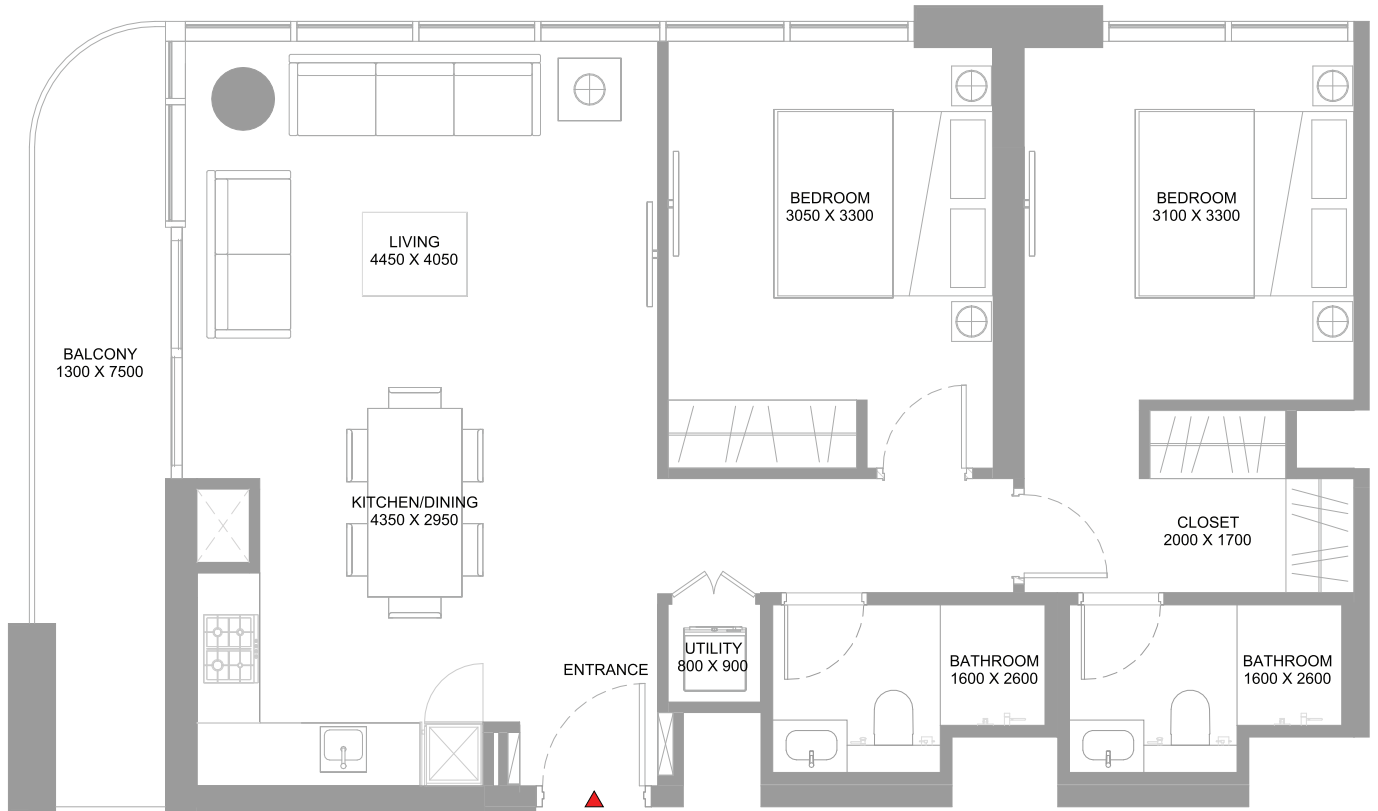 BEDROOM
3050 X 3300
BEDROOM
3100 X 3300
LIVING
4450 X 4050
BALCONY
1300 X 7500
KITCHEN/DINING
4350 X 2950
CLOSET
2000 X 1700
ENTRANCE
UTILITY
800 X 900
BATHROOM
1600 X 2600
BATHROOM
1600 X 2600